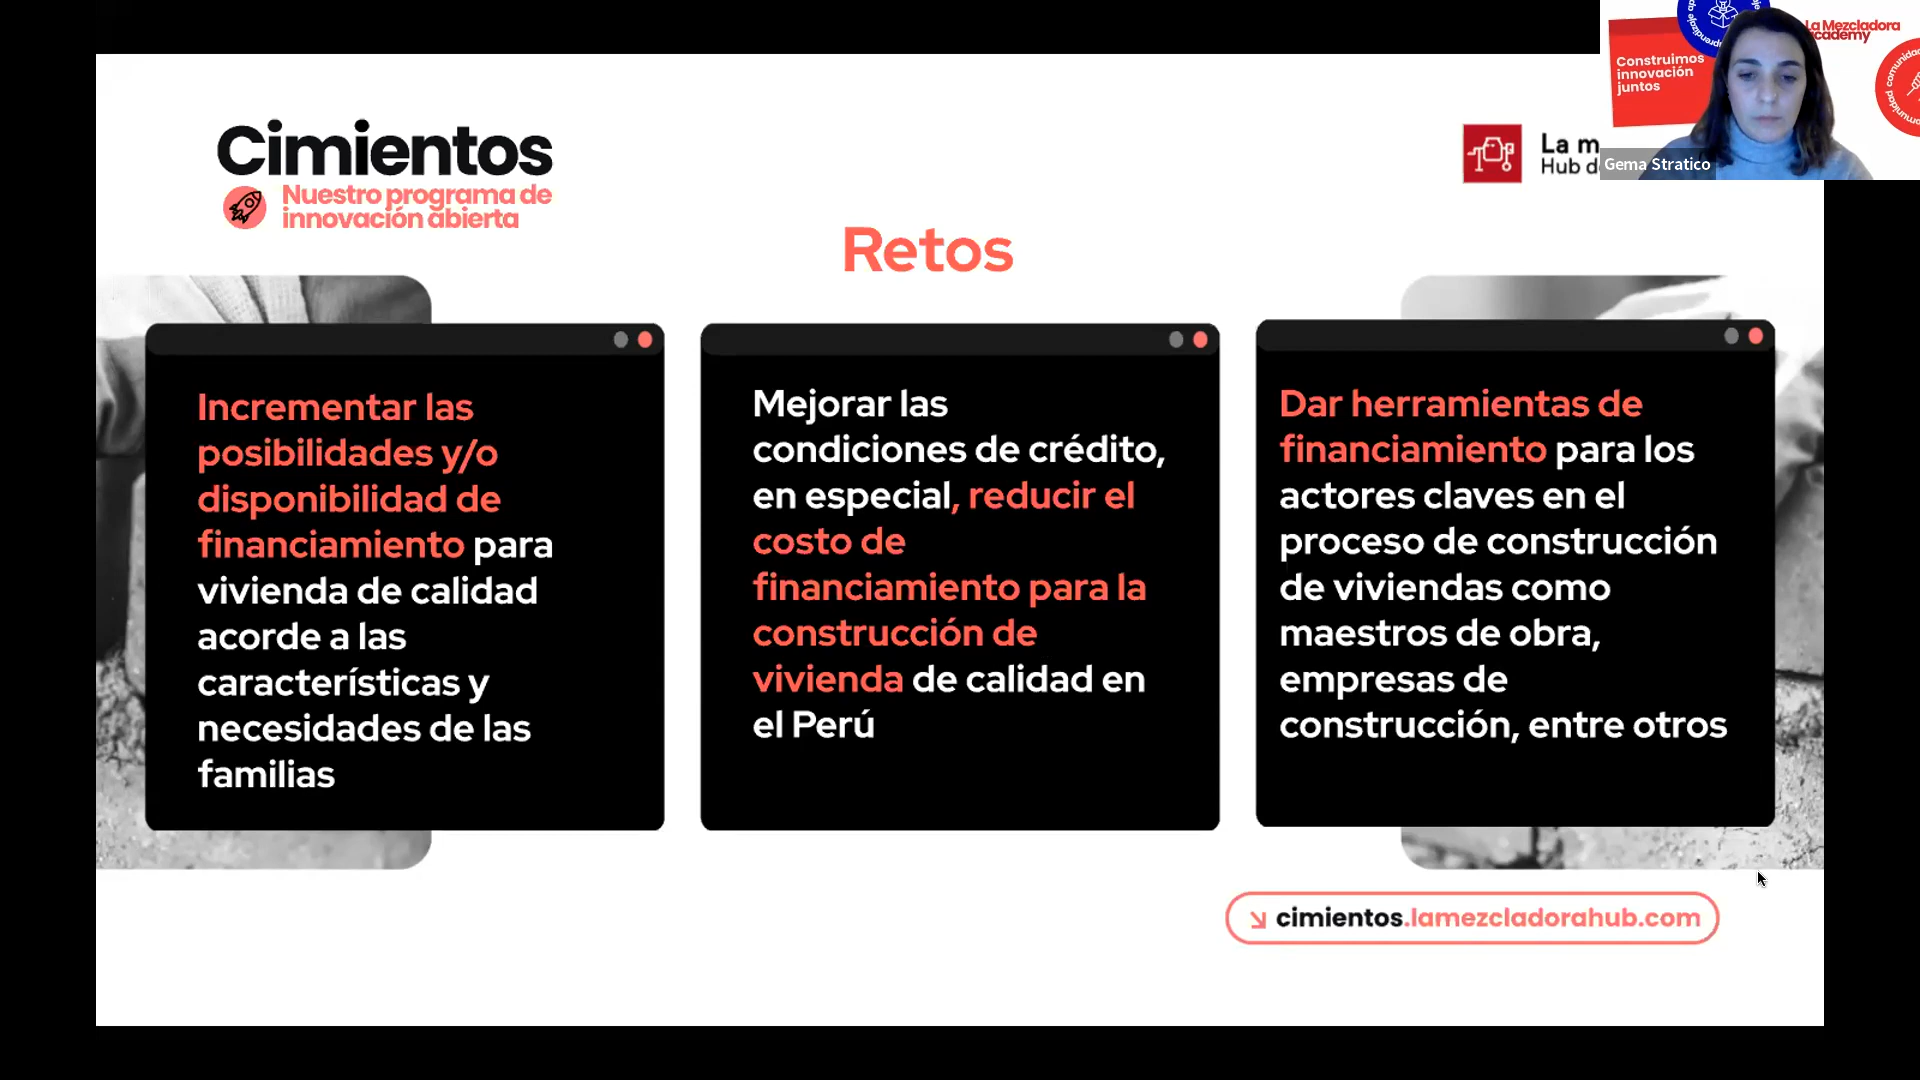 Cimientos
Nuestro programa de
innovación abierta
La m
Hub d
La Mezcladora
academy
Construimos
innovación
juntos
Gema Stratico
Retos
Incrementar las
posibilidades y/o
disponibilidad de
financiamiento para
vivienda de calidad
acorde a las
características y
necesidades de las
familias
Mejorar las
condiciones de crédito,
en especial, reducir el
costo de
financiamiento para la
construcción de
vivienda de calidad en
el Perú
Dar herramientas de
financiamiento para los
actores claves en el
proceso de construcción
de viviendas como
maestros de obra,
empresas de
construcción, entre otros
cimientos.lamezcladorahub.com